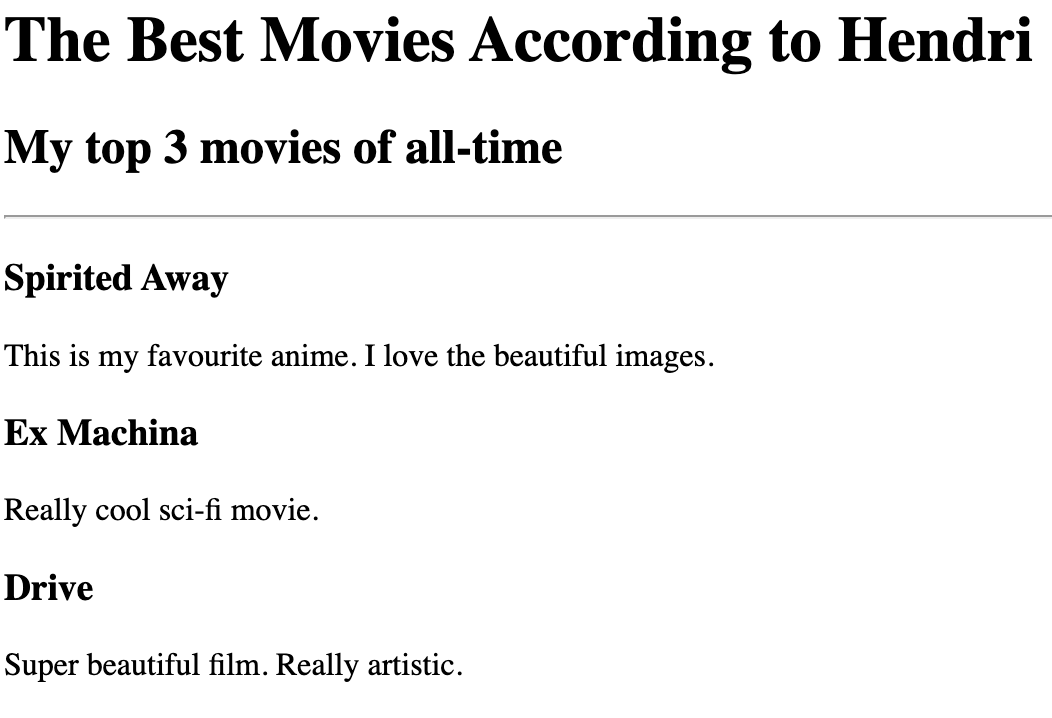 The Best Movies According to Hendri
My top 3 movies of all-time
Spirited Away
This is my favourite anime. I love the beautiful images.
Ex Machina
Really cool sci-fi movie.
Drive
Super beautiful film. Really artistic.